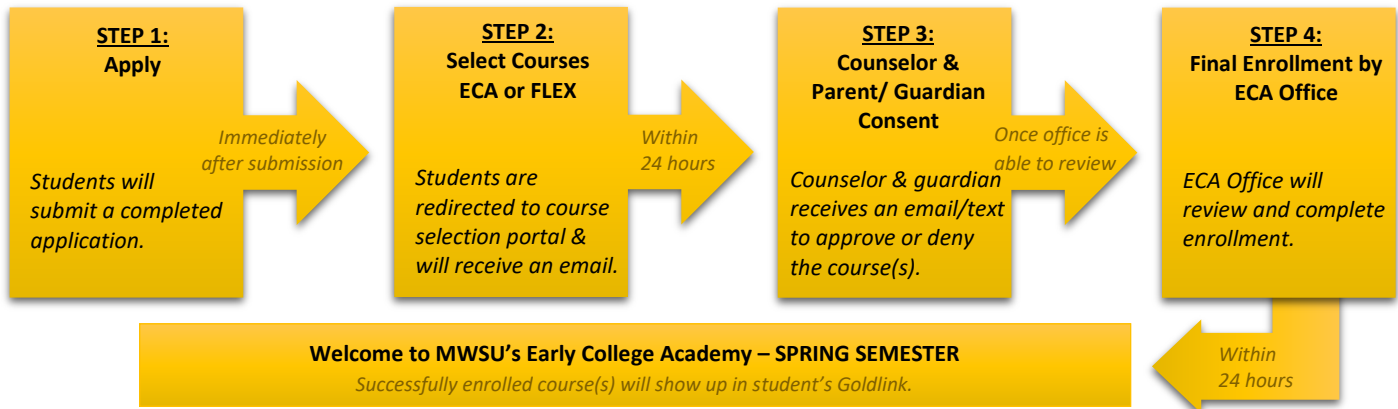 STEP 1:
Apply
Students will
submit a completed
application.
Immediately
after submission
STEP 2:
Select Courses
ECA or FLEX
Students are
redirected to course
selection portal &
will receive an email.
Within
24 hours
STEP 3:
Counselor &
Parent/ Guardian
Consent
Counselor & guardian
receives an email/text
to approve or deny
the course(s).
Once office is
able to review
STEP 4:
Final Enrollment by
ECA Office
ECA Office will
review and complete
enrollment.
Within
24 hours
Welcome to MWSU’s Early College Academy – SPRING SEMESTER
Successfully enrolled course(s) will show up in student’s Goldlink.